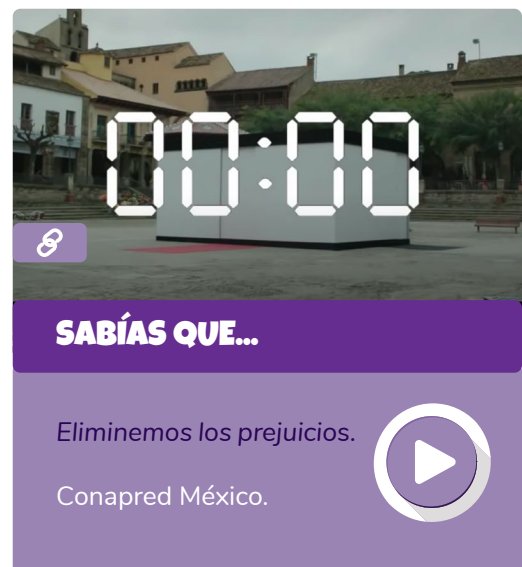 00:00
SABÍAS QUE...
Eliminemos los prejuicios.
Conapred México.